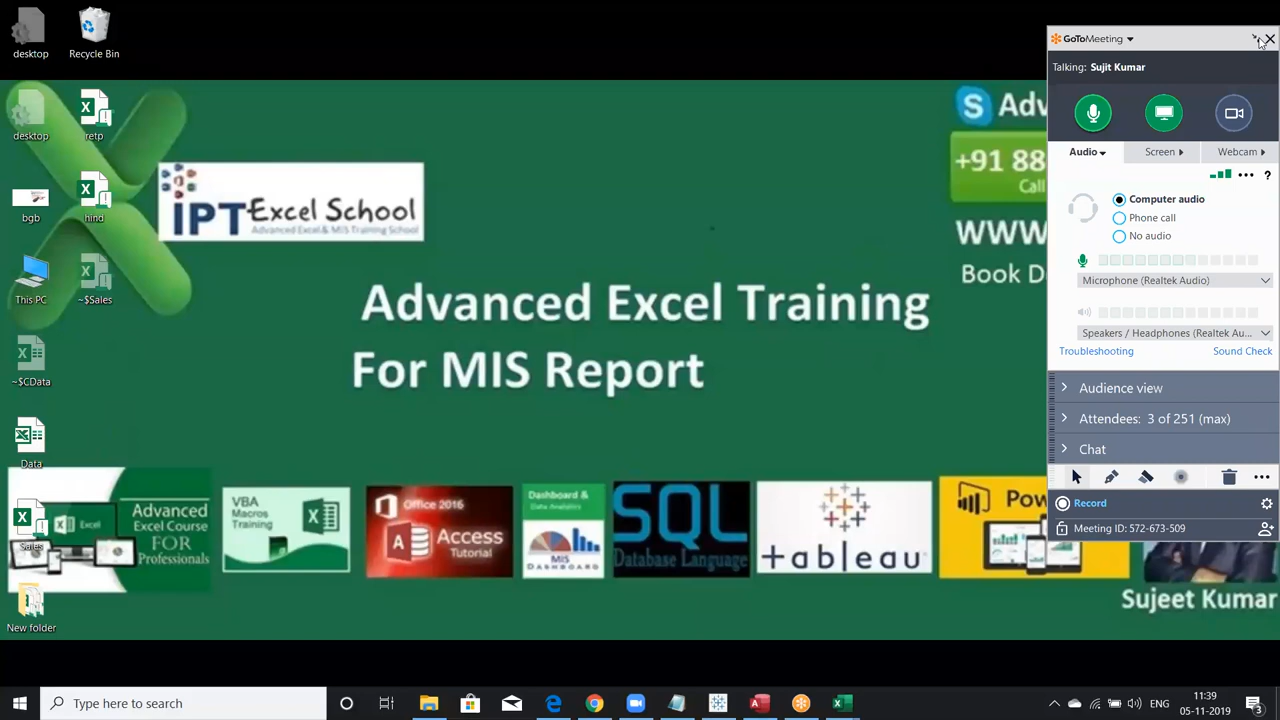 desktop
Recycle Bin
desktop
retp
bgb
hind
This PC
~$Sales
~$CData
Data
Sales
New folder
IPT Excel School
Advanced Excel & MIS Training School
Advanced Excel Training
For MIS Report
S Adv
+91 88
Call
WWW
Book D
Excel
Advanced
Excel Course
FOR
Professionals
VBA
Macros
Training
Office 2016
Access
Tutorial
Dashboard &
Data Analytics
MIS
DASHBOARD
SQL
Database Language
+ableau
Pow
Sujeet Kumar
GoToMeeting
Talking: Sujit Kumar
Audio
Screen
Webcam
?
Computer audio
Phone call
No audio
Microphone (Realtek Audio)
Speakers / Headphones (Realtek Au...
Troubleshooting
Sound Check
Audience view
Attendees: 3 of 251 (max)
Chat
Record
Meeting ID: 572-673-509
Type here to search
ENG
11:39
05-11-2019
3